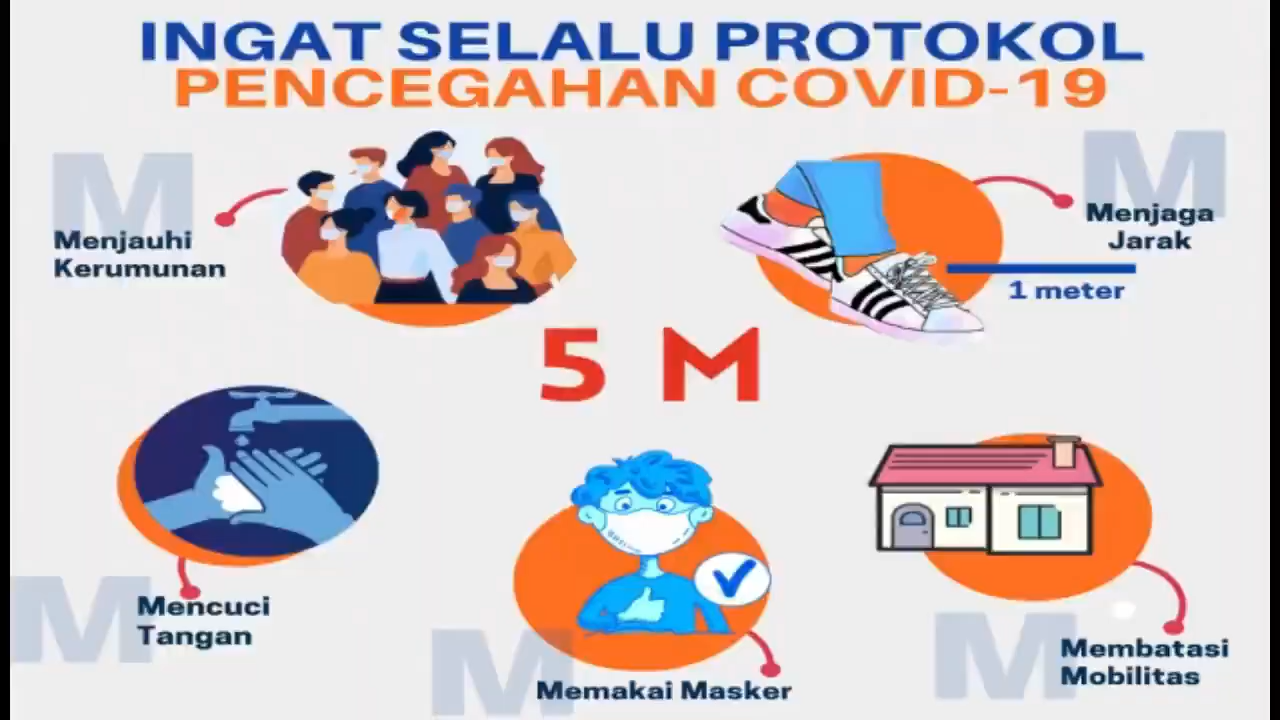 INGAT SELALU PROTOKOL
PENCEGAHAN COVID-19
M
Menjauhi
Kerumunan
M
Menjaga
Jarak
1 meter
5 M
M
Mencuci
Tangan
M
Memakai Masker
M
Membatasi
Mobilitas